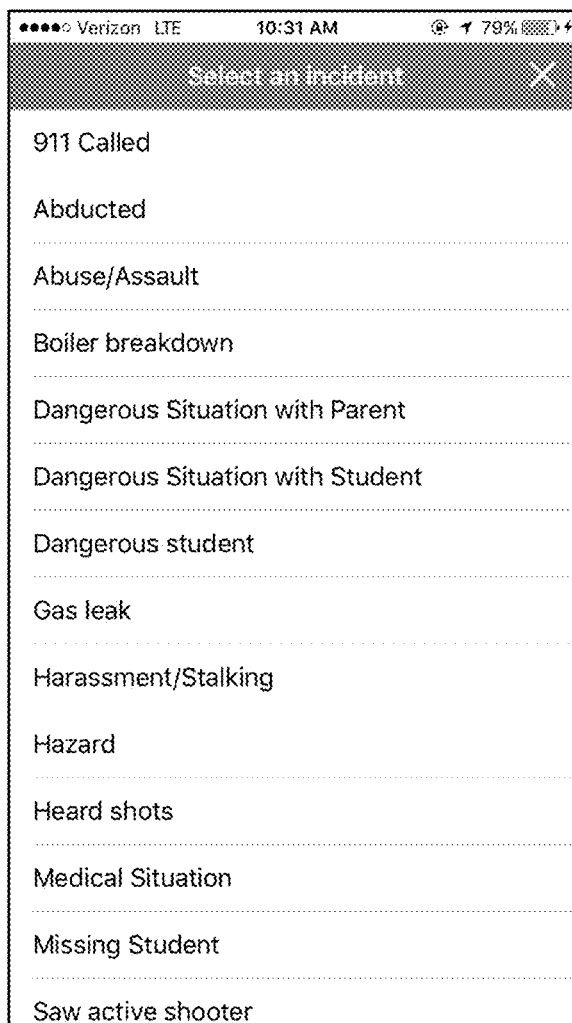 Verizon LTE 10:31 AM 79%
Select an incident
911 Called
Abducted
Abuse/Assault
Boiler breakdown
Dangerous Situation with Parent
Dangerous Situation with Student
Dangerous student
Gas leak
Harassment/Stalking
Hazard
Heard shots
Medical Situation
Missing Student
Saw active shooter